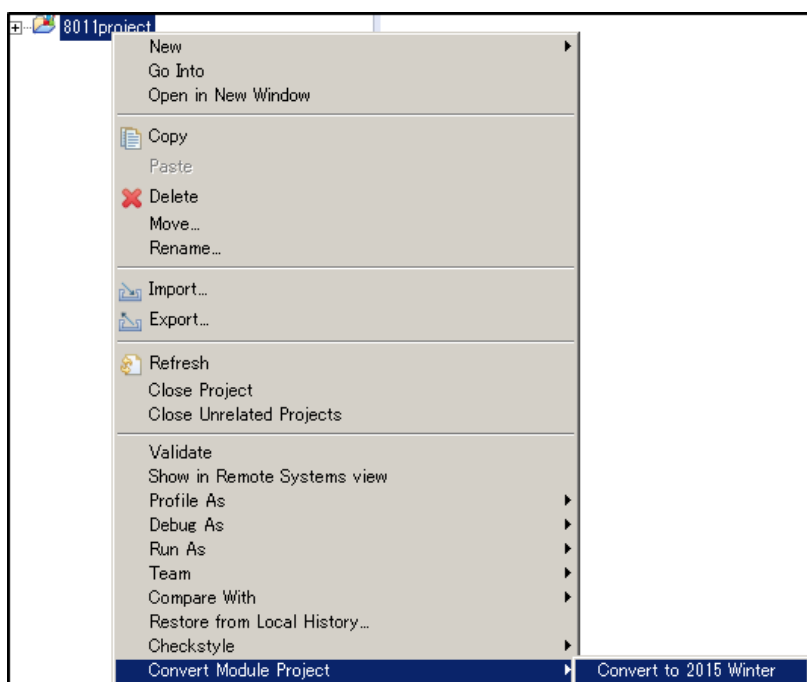 8011project
New
Go Into
Open in New Window
Copy
Paste
Delete
Move...
Rename...
Import...
Export...
Refresh
Close Project
Close Unrelated Projects
Validate
Show in Remote Systems view
Profile As
Debug As
Run As
Team
Compare With
Restore from Local History...
Checkstyle
Convert Module Project Convert to 2015 Winter